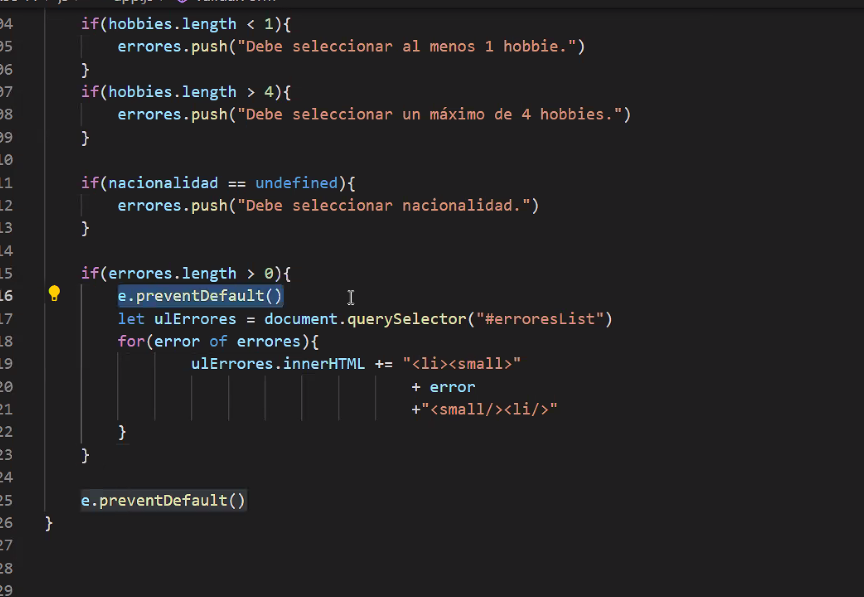 04 if(hobbies.length < 1){
05 errores.push("Debe seleccionar al menos 1 hobbie.")
06 }
07 if(hobbies.length > 4){
08 errores.push("Debe seleccionar un máximo de 4 hobbies.")
09 }
10
11 if(nacionalidad == undefined){
12 errores.push("Debe seleccionar nacionalidad.")
13 }
14
15 if(errores.length > 0){
16 e.preventDefault()
17 let ulErrores = document.querySelector("#erroresList")
18 for(error of errores){
19 ulErrores.innerHTML += "<li><small>"
20 + error
21 +"<small/><li/>"
22 }
23 }
24
25 e.preventDefault()
26 }
27
28
29